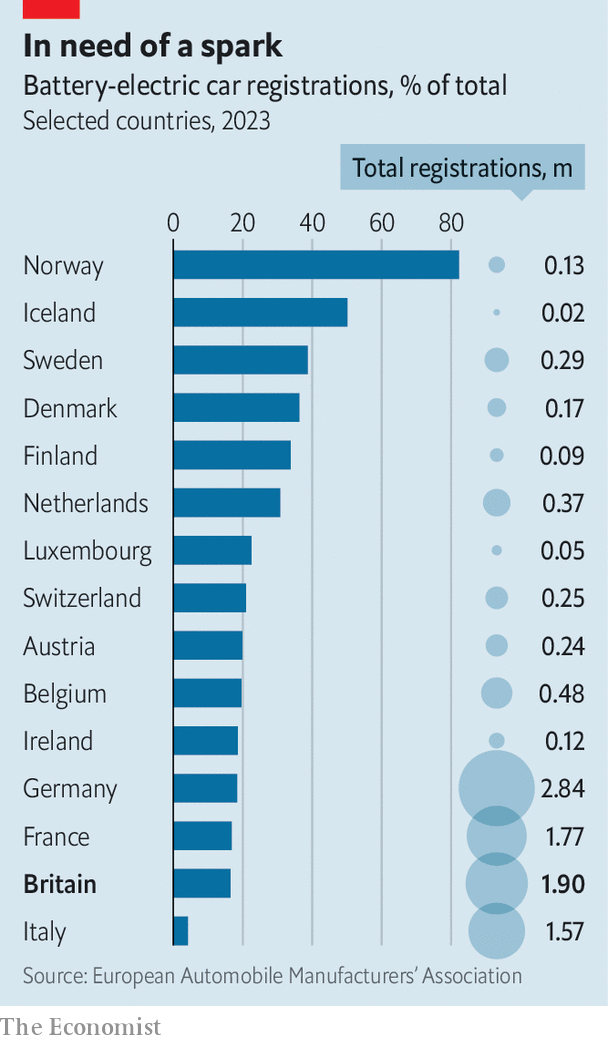 In need of a spark
Battery-electric car registrations, % of total
Selected countries, 2023
Total registrations, m
0 20 40 60 80
Norway 0.13
Iceland 0.02
Sweden 0.29
Denmark 0.17
Finland 0.09
Netherlands 0.37
Luxembourg 0.05
Switzerland 0.25
Austria 0.24
Belgium 0.48
Ireland 0.12
Germany 2.84
France 1.77
Britain 1.90
Italy 1.57
Source: European Automobile Manufacturers’ Association
The Economist